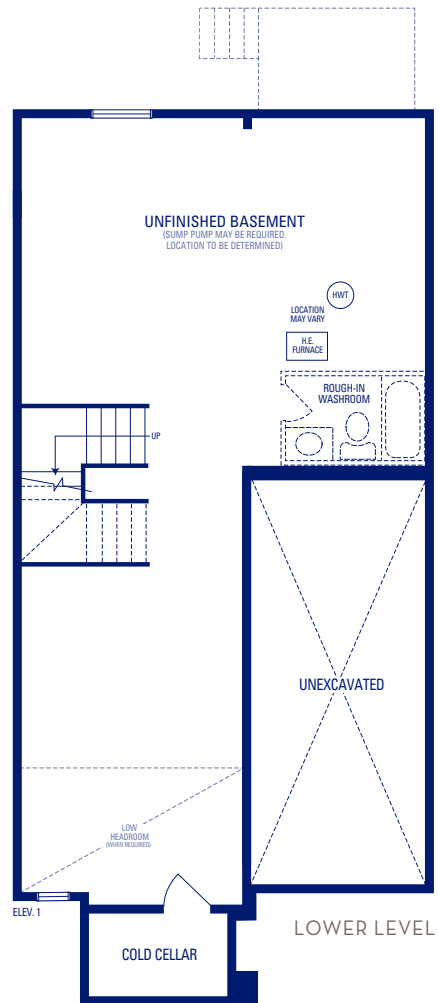 UNFINISHED BASEMENT
(SUMP PUMP MAY BE REQUIRED.
LOCATION TO BE DETERMINED)
HWT
LOCATION
MAY VARY
H.E.
FURNACE
ROUGH-IN
WASHROOM
UP
UNEXCAVATED
LOW
HEADROOM
(WHEN REQUIRED)
ELEV. 1
LOWER LEVEL
COLD CELLAR